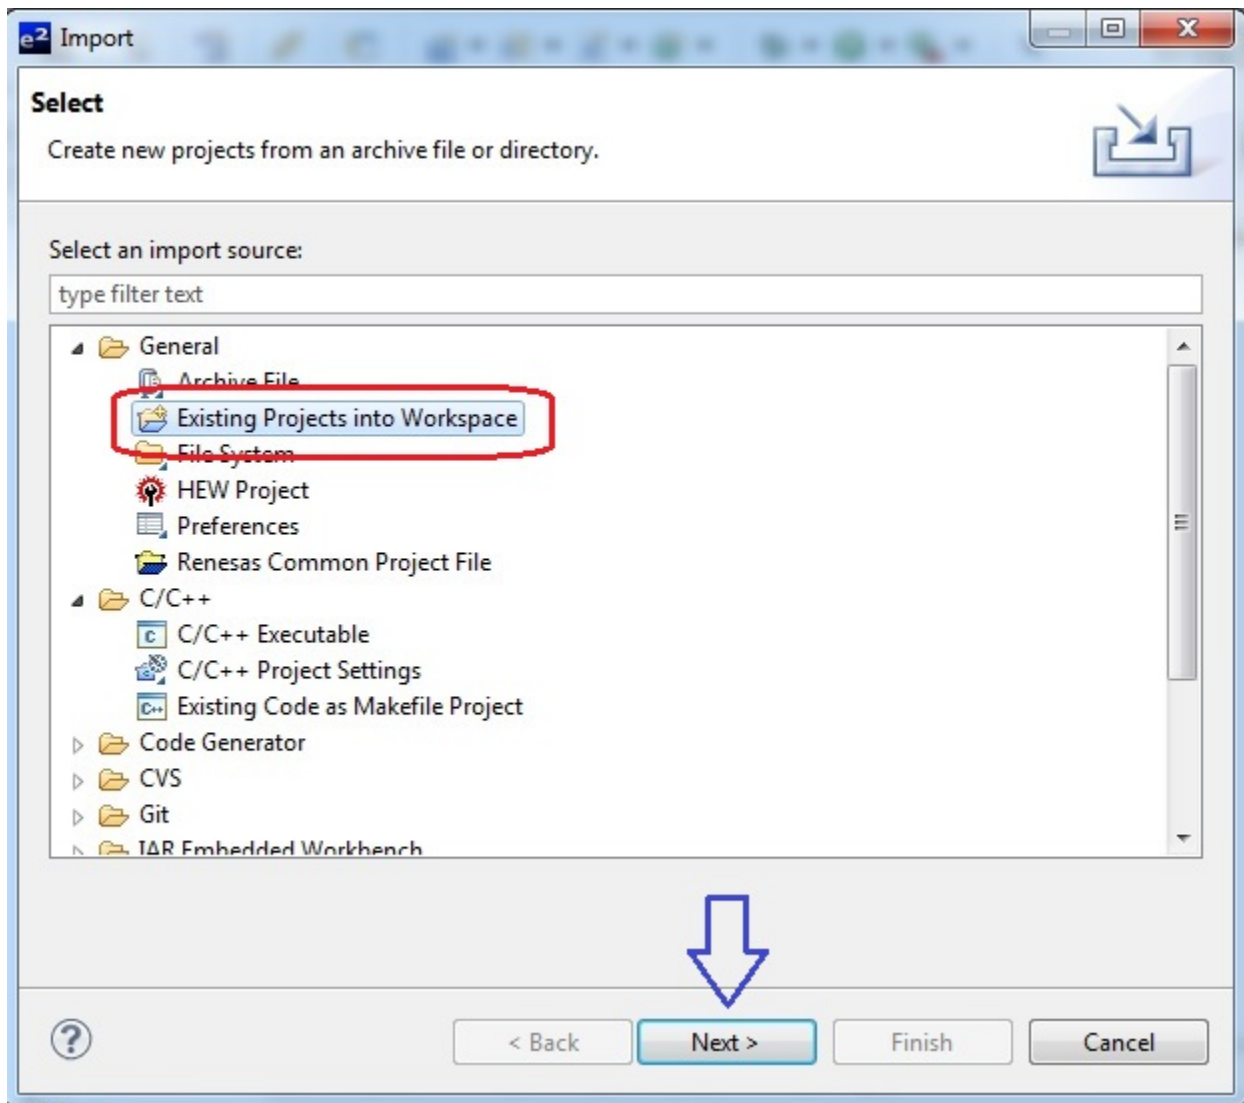 e² Import
Select
Create new projects from an archive file or directory.
Select an import source:
type filter text
General
Archive File
Existing Projects into Workspace
File System
HEW Project
Preferences
Renesas Common Project File
C/C++
C/C++ Executable
C/C++ Project Settings
Existing Code as Makefile Project
Code Generator
CVS
Git
IAR Embedded Workbench
< Back Next > Finish Cancel